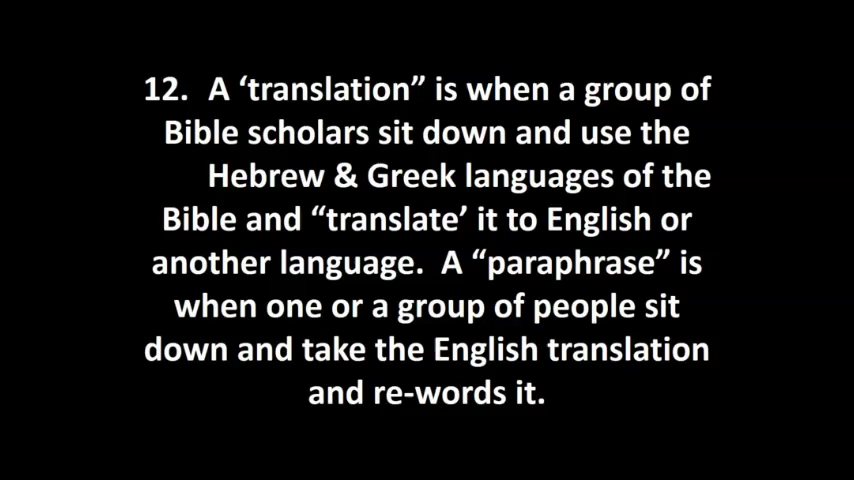 12. A ‘translation” is when a group of
Bible scholars sit down and use the
Hebrew & Greek languages of the
Bible and “translate’ it to English or
another language. A “paraphrase” is
when one or a group of people sit
down and take the English translation
and re-words it.